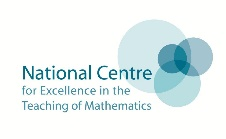 National Centre
for Excellence in the
Teaching of Mathematics